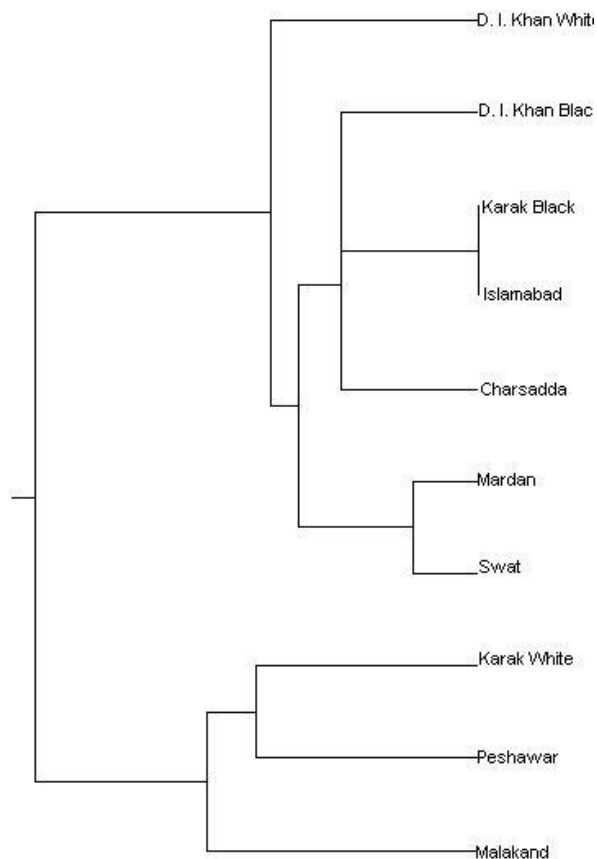 D. I. Khan Whit
D. I. Khan Blac
Karak Black
Islamabad
Charsadda
Mardan
Swat
Karak White
Peshawar
Malakand